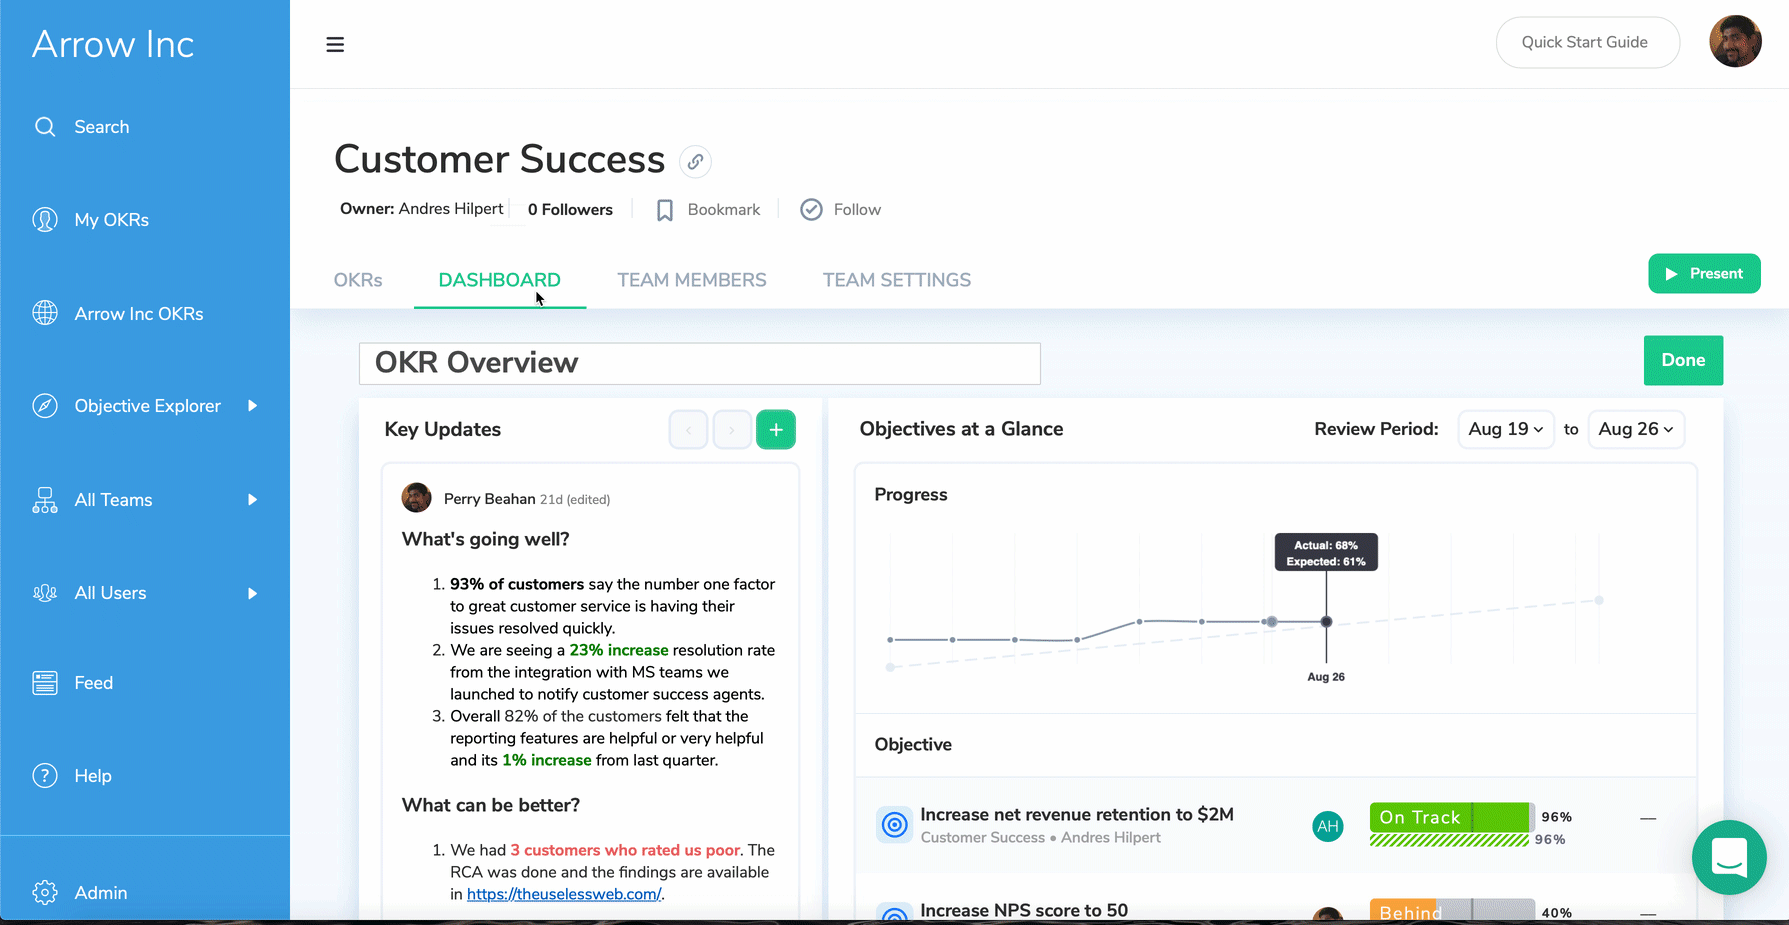 Arrow Inc
Search
My OKRs
Arrow Inc OKRs
Objective Explorer
All Teams
All Users
Feed
Help
Admin
Quick Start Guide
Customer Success
Owner: Andres Hilpert
0 Followers
Bookmark
Follow
OKRs
DASHBOARD
TEAM MEMBERS
TEAM SETTINGS
Present
OKR Overview
Done
Key Updates
+
Perry Beahan 21d (edited)
What's going well?
1. 93% of customers say the number one factor
to great customer service is having their
issues resolved quickly.
2. We are seeing a 23% increase resolution rate
from the integration with MS teams we
launched to notify customer success agents.
3. Overall 82% of the customers felt that the
reporting features are helpful or very helpful
and its 1% increase from last quarter.
What can be better?
1. We had 3 customers who rated us poor. The
RCA was done and the findings are available
in https://theuselessweb.com/.
Objectives at a Glance
Review Period: Aug 19 to Aug 26
Progress
Actual: 68%
Expected: 61%
Aug 26
Objective
Increase net revenue retention to $2M
Customer Success • Andres Hilpert
AH
On Track
96%
96%
—
Increase NPS score to 50
Behind
40%
—